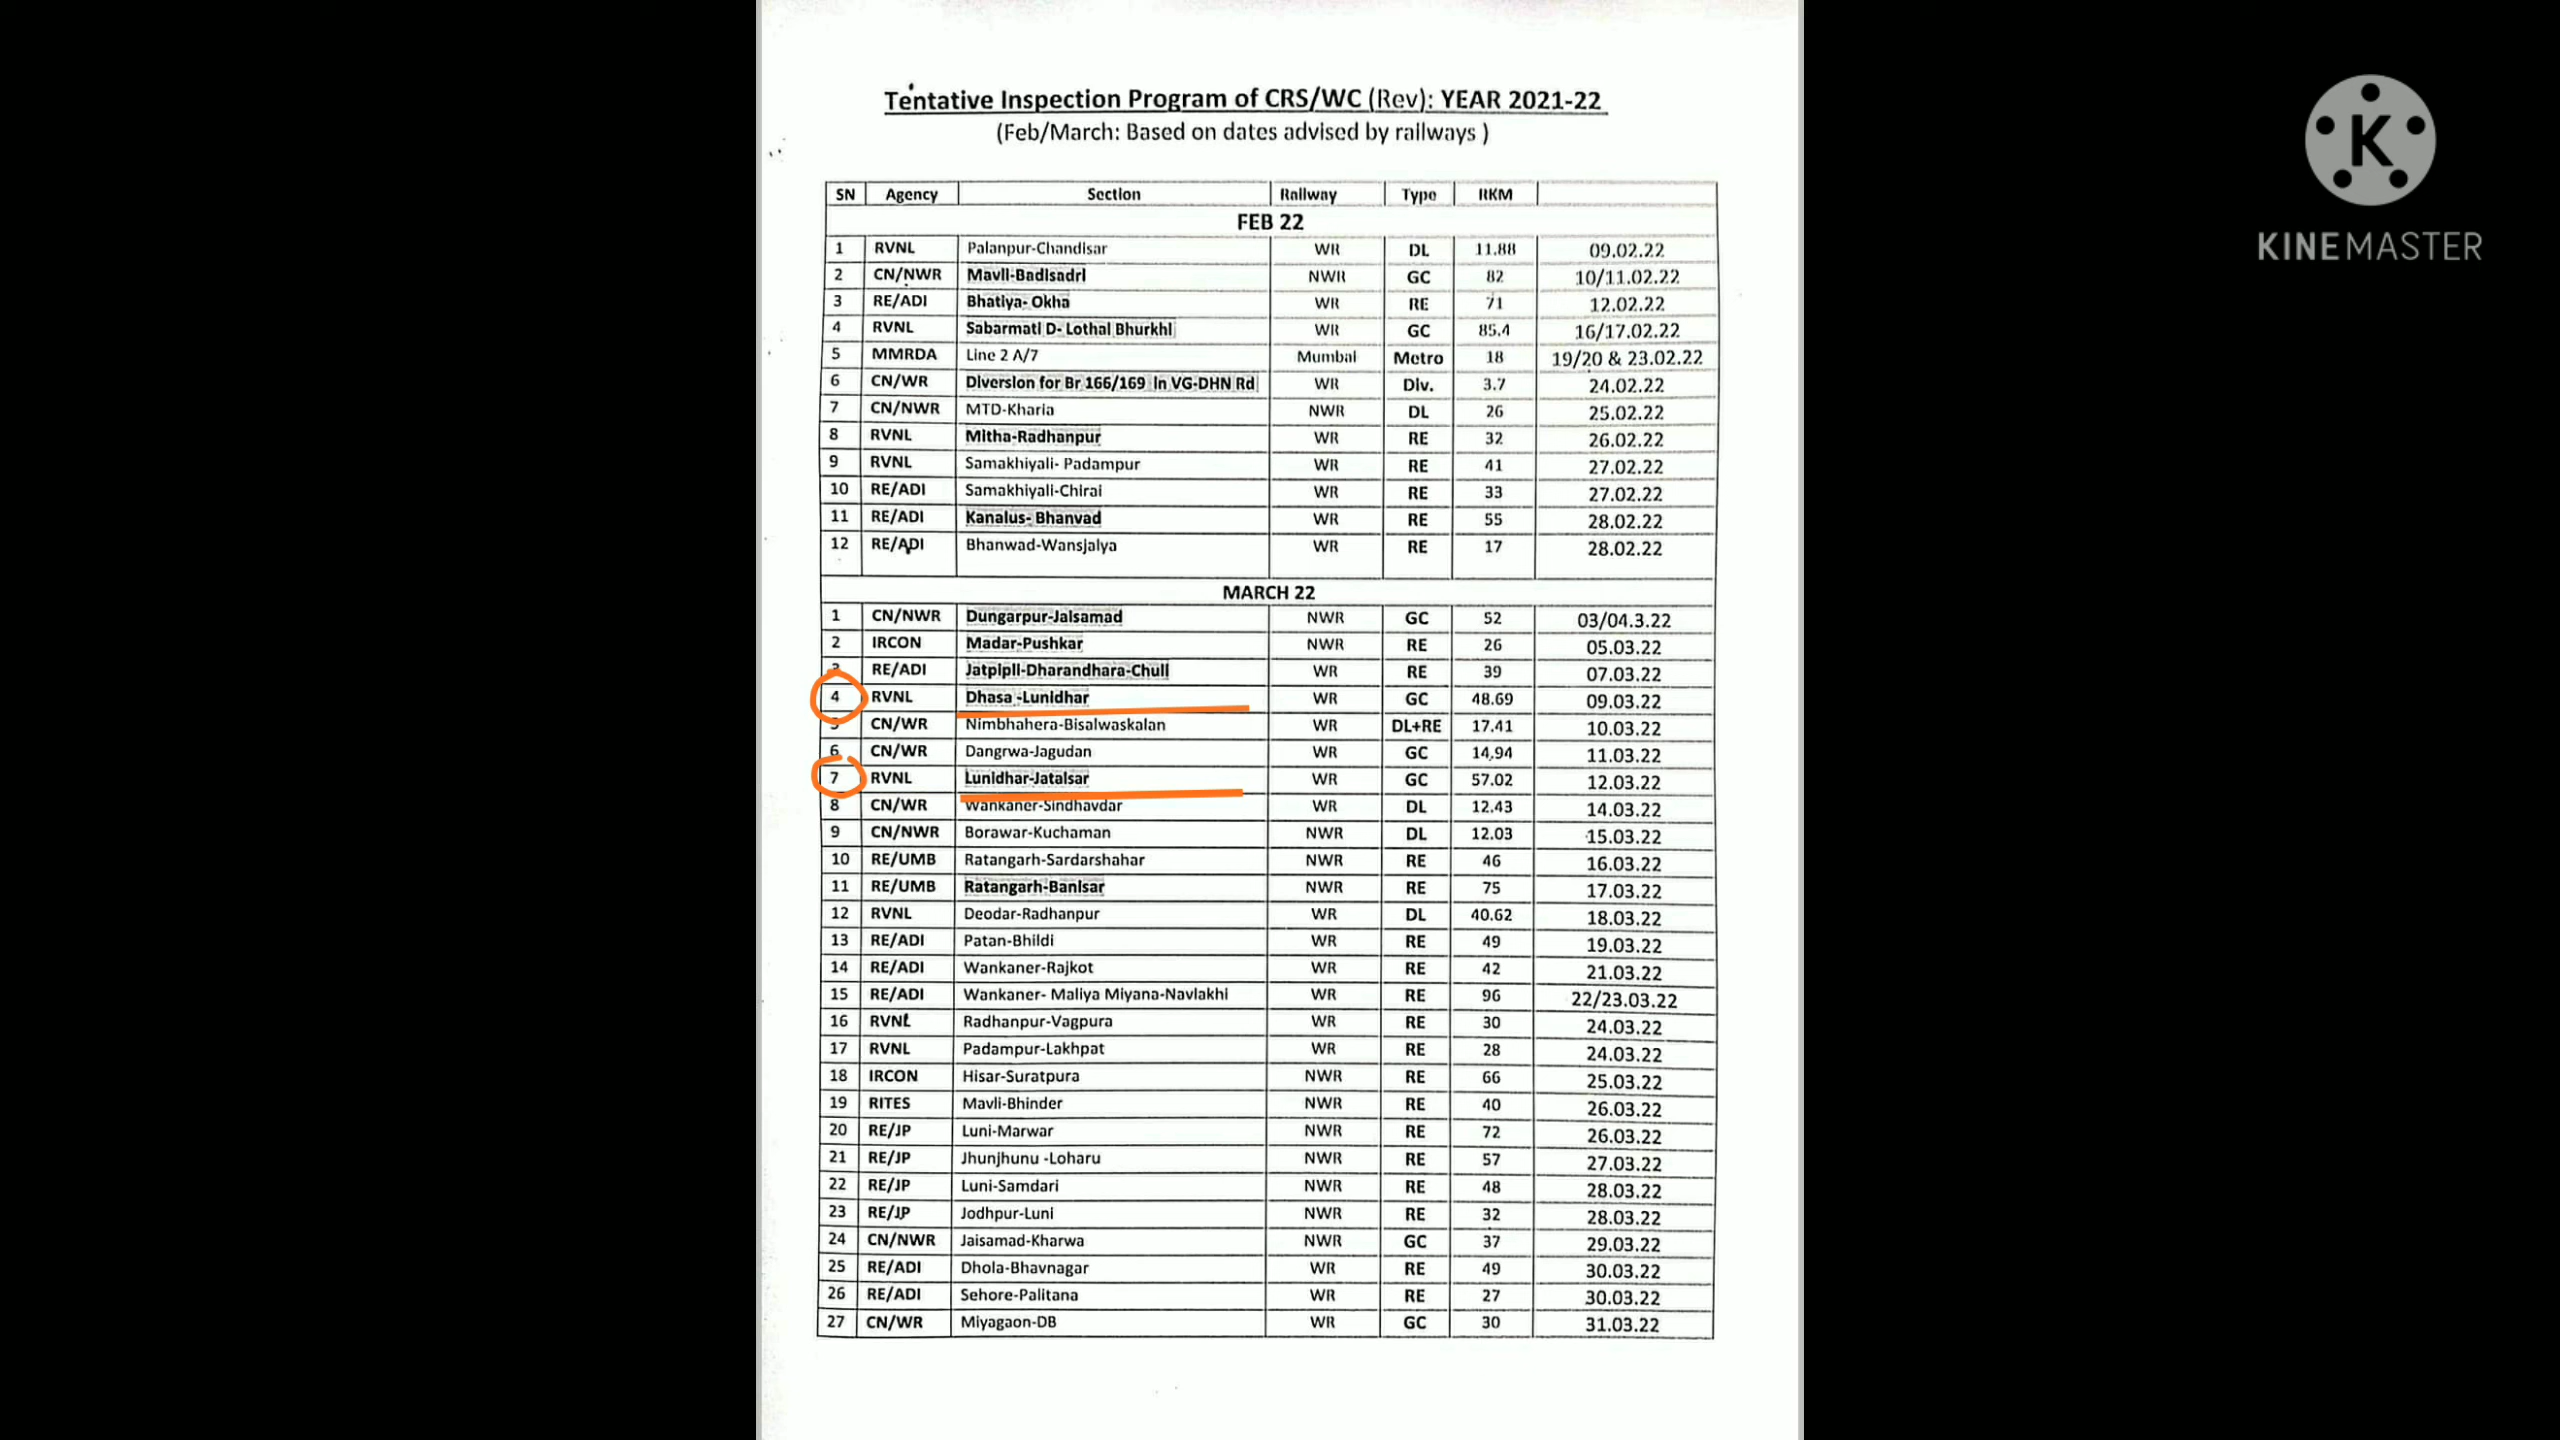 Tentative Inspection Program of CRS/WC (Rev): YEAR 2021-22
(Feb/March: Based on dates advised by railways )
SN Agency Section Railway Type RKM
FEB 22
1 RVNL Palanpur-Chandisar WR DL 11.88 09.02.22
2 CN/NWR Mavli-Badisadri NWR GC 82 10/11.02.22
3 RE/ADI Bhatiya- Okha WR RE 71 12.02.22
4 RVNL Sabarmati D- Lothal Bhurkhi WR GC 85.4 16/17.02.22
5 MMRDA Line 2 A/7 Mumbai Metro 18 19/20 & 23.02.22
6 CN/WR Diversion for Br 166/169 in VG-DHN Rd WR Div. 3.7 24.02.22
7 CN/NWR MTD-Kharia NWR DL 26 25.02.22
8 RVNL Mitha-Radhanpur WR RE 32 26.02.22
9 RVNL Samakhiyali- Padampur WR RE 41 27.02.22
10 RE/ADI Samakhiyali-Chirai WR RE 33 27.02.22
11 RE/ADI Kanalus- Bhanvad WR RE 55 28.02.22
12 RE/ADI Bhanwad-Wansjalya WR RE 17 28.02.22
MARCH 22
1 CN/NWR Dungarpur-Jaisamad NWR GC 52 03/04.3.22
2 IRCON Madar-Pushkar NWR RE 26 05.03.22
3 RE/ADI Jatpipli-Dharandhara-Chuli WR RE 39 07.03.22
4 RVNL Dhasa -Lunidhar WR GC 48.69 09.03.22
5 CN/WR Nimbhahera-Bisalwaskalan WR DL+RE 17.41 10.03.22
6 CN/WR Dangrwa-Jagudan WR GC 14.94 11.03.22
7 RVNL Lunidhar-Jatalsar WR GC 57.02 12.03.22
8 CN/WR Wankaner-Sindhavdar WR DL 12.43 14.03.22
9 CN/NWR Borawar-Kuchaman NWR DL 12.03 15.03.22
10 RE/UMB Ratangarh-Sardarshahar NWR RE 46 16.03.22
11 RE/UMB Ratangarh-Banisar NWR RE 75 17.03.22
12 RVNL Deodar-Radhanpur WR DL 40.62 18.03.22
13 RE/ADI Patan-Bhildi WR RE 49 19.03.22
14 RE/ADI Wankaner-Rajkot WR RE 42 21.03.22
15 RE/ADI Wankaner- Maliya Miyana-Navlakhi WR RE 96 22/23.03.22
16 RVNL Radhanpur-Vagpura WR RE 30 24.03.22
17 RVNL Padampur-Lakhpat WR RE 28 24.03.22
18 IRCON Hisar-Suratpura NWR RE 66 25.03.22
19 RITES Mavli-Bhinder NWR RE 40 26.03.22
20 RE/JP Luni-Marwar NWR RE 72 26.03.22
21 RE/JP Jhunjhunu -Loharu NWR RE 57 27.03.22
22 RE/JP Luni-Samdari NWR RE 48 28.03.22
23 RE/JP Jodhpur-Luni NWR RE 32 28.03.22
24 CN/NWR Jaisamad-Kharwa NWR GC 37 29.03.22
25 RE/ADI Dhola-Bhavnagar WR RE 49 30.03.22
26 RE/ADI Sehore-Palitana WR RE 27 30.03.22
27 CN/WR Miyagaon-DB WR GC 30 31.03.22
K
KINEMASTER